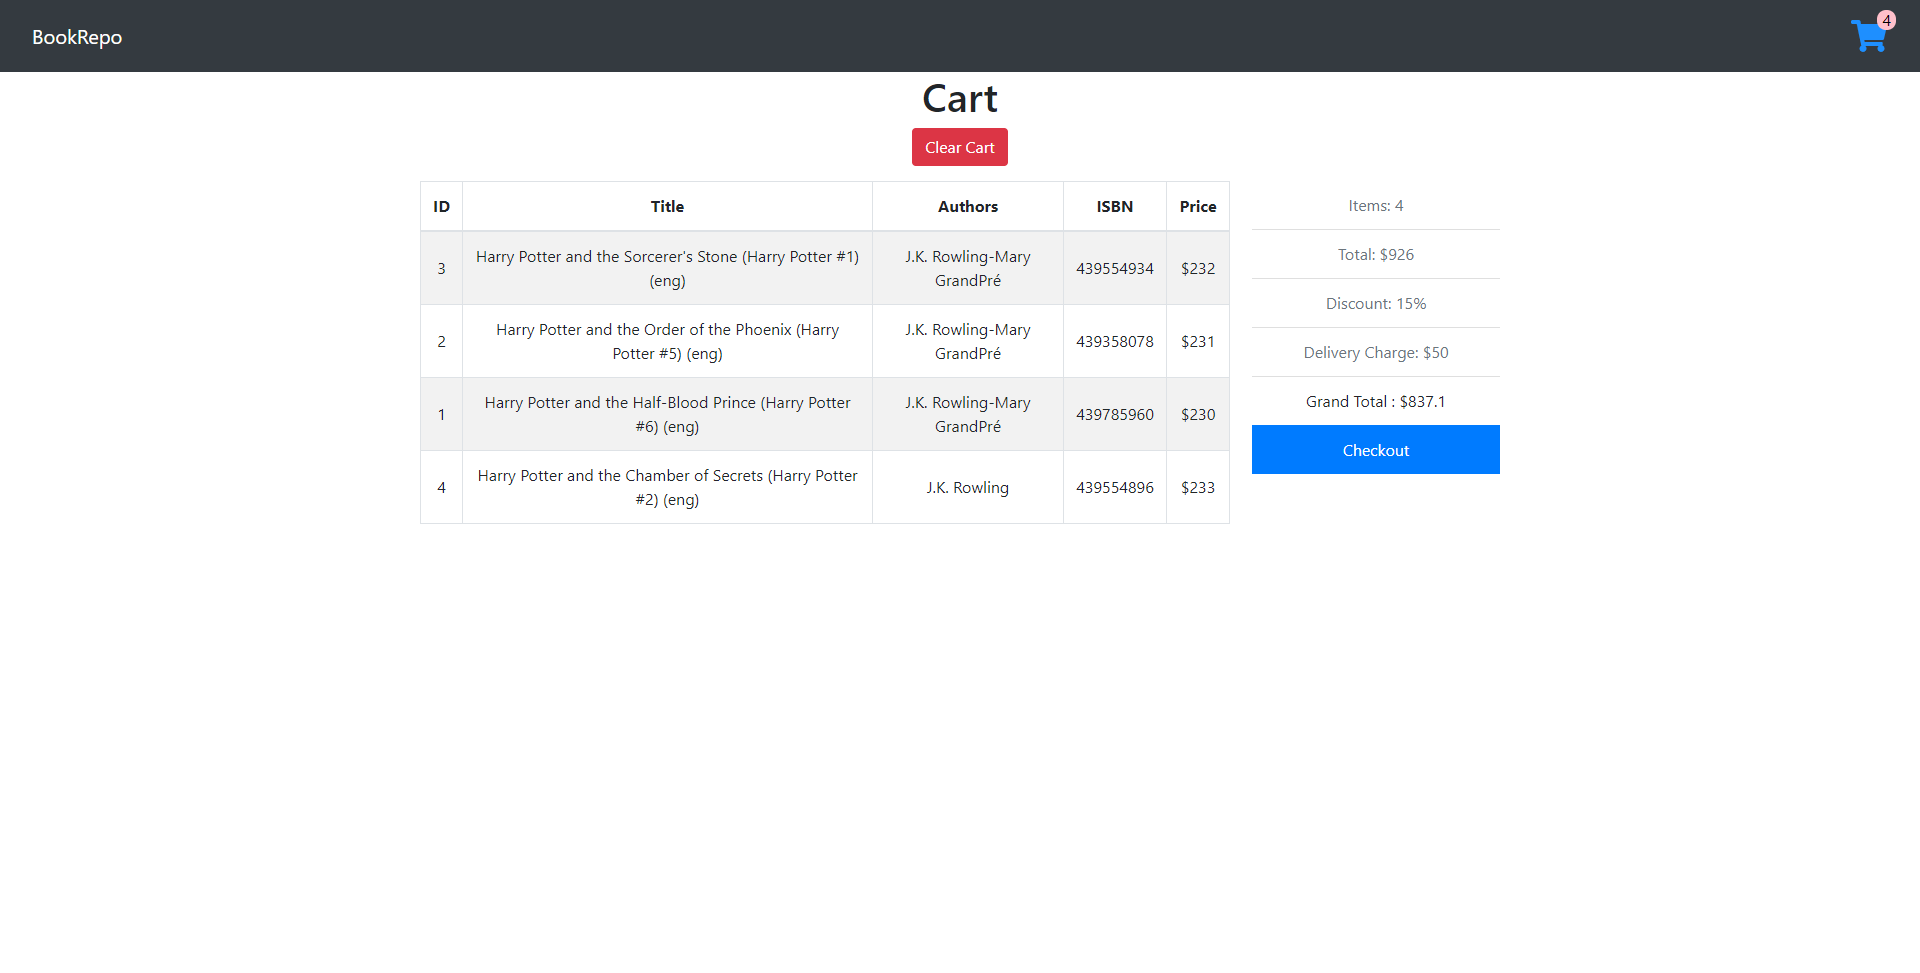 BookRepo
4
Cart
Clear Cart
ID Title Authors ISBN Price
3 Harry Potter and the Sorcerer's Stone (Harry Potter #1) (eng) J.K. Rowling-Mary GrandPré 439554934 $232
2 Harry Potter and the Order of the Phoenix (Harry Potter #5) (eng) J.K. Rowling-Mary GrandPré 439358078 $231
1 Harry Potter and the Half-Blood Prince (Harry Potter #6) (eng) J.K. Rowling-Mary GrandPré 439785960 $230
4 Harry Potter and the Chamber of Secrets (Harry Potter #2) (eng) J.K. Rowling 439554896 $233
Items: 4
Total: $926
Discount: 15%
Delivery Charge: $50
Grand Total : $837.1
Checkout